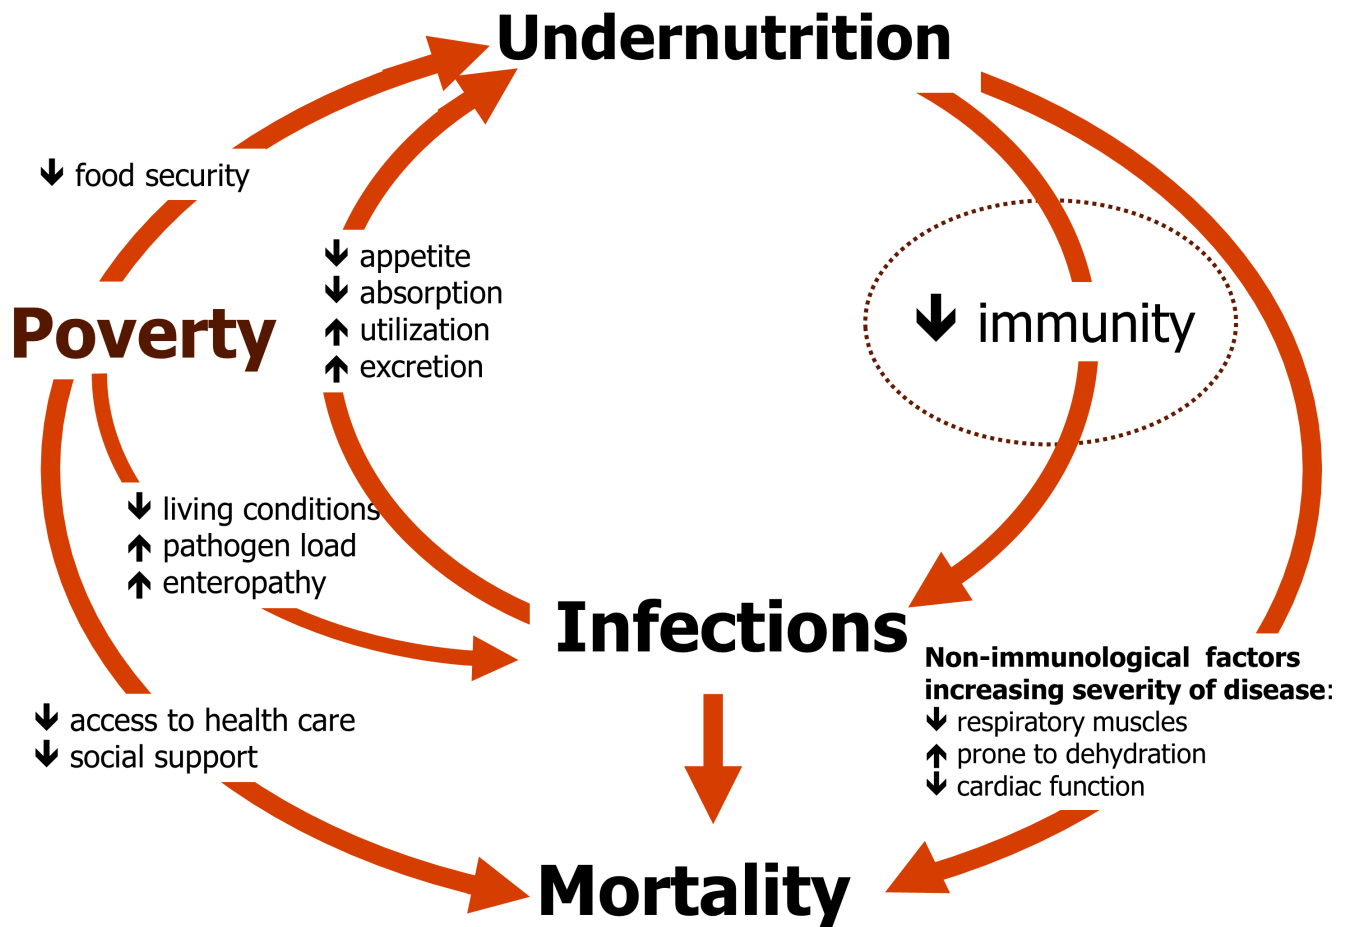 Undernutrition
↓ food security
↓ appetite
↓ absorption
↑ utilization
↑ excretion
↓ immunity
Poverty
↓ living conditions
↑ pathogen load
↑ enteropathy
Infections
Non-immunological factors
increasing severity of disease:
↓ respiratory muscles
↑ prone to dehydration
↓ cardiac function
↓ access to health care
↓ social support
Mortality